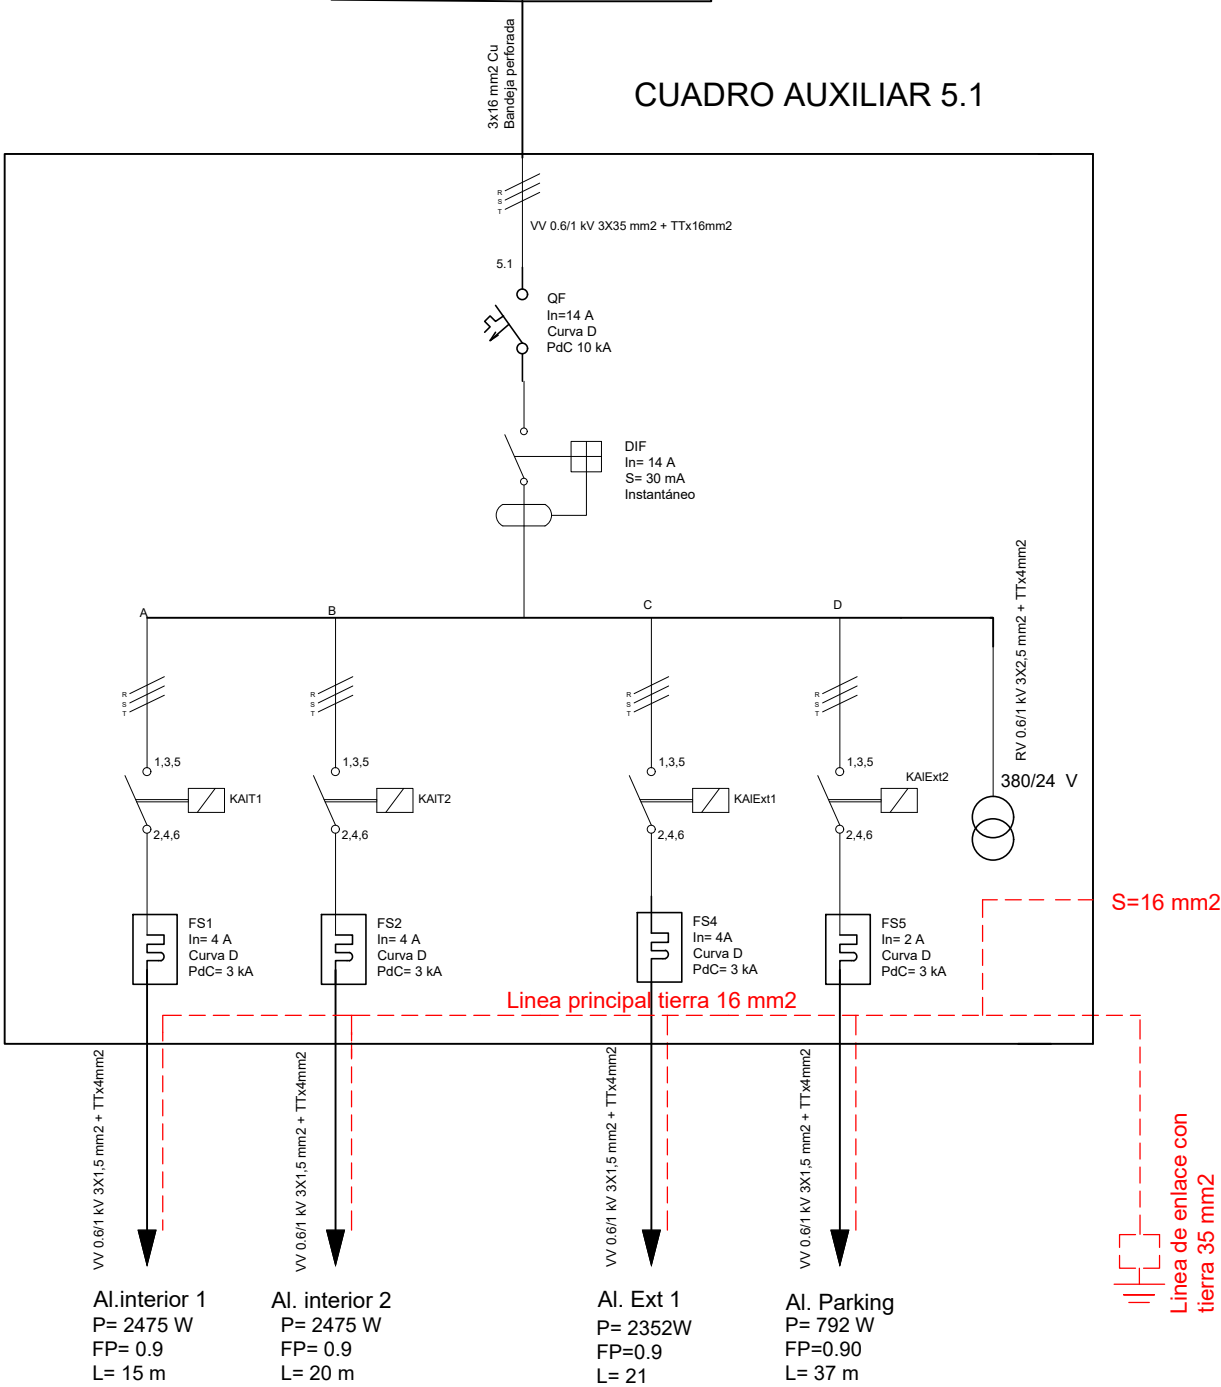 3x16 mm2 Cu
Bandeja perforada
CUADRO AUXILIAR 5.1
R
S
T
VV 0.6/1 kV 3X35 mm2 + TTx16mm2
5.1
QF
In=14 A
Curva D
PdC 10 kA
DIF
In= 14 A
S= 30 mA
Instantáneo
A
B
C
D
RV 0.6/1 kV 3X2,5 mm2 + TTx4mm2
R
S
T
R
S
T
R
S
T
R
S
T
1,3,5
1,3,5
1,3,5
1,3,5
KAIT1
KAIT2
KAIExt1
KAIExt2
380/24 V
2,4,6
2,4,6
2,4,6
2,4,6
FS1
In= 4 A
Curva D
PdC= 3 kA
FS2
In= 4 A
Curva D
PdC= 3 kA
FS4
In= 4A
Curva D
PdC= 3 kA
FS5
In= 2 A
Curva D
PdC= 3 kA
S=16 mm2
Linea principal tierra 16 mm2
VV 0.6/1 kV 3X1,5 mm2 + TTx4mm2
VV 0.6/1 kV 3X1,5 mm2 + TTx4mm2
VV 0.6/1 kV 3X1,5 mm2 + TTx4mm2
VV 0.6/1 kV 3X1,5 mm2 + TTx4mm2
Linea de enlace con
tierra 35 mm2
Al.interior 1
P= 2475 W
FP= 0.9
L= 15 m
Al. interior 2
P= 2475 W
FP= 0.9
L= 20 m
Al. Ext 1
P= 2352W
FP=0.9
L= 21
Al. Parking
P= 792 W
FP=0.90
L= 37 m